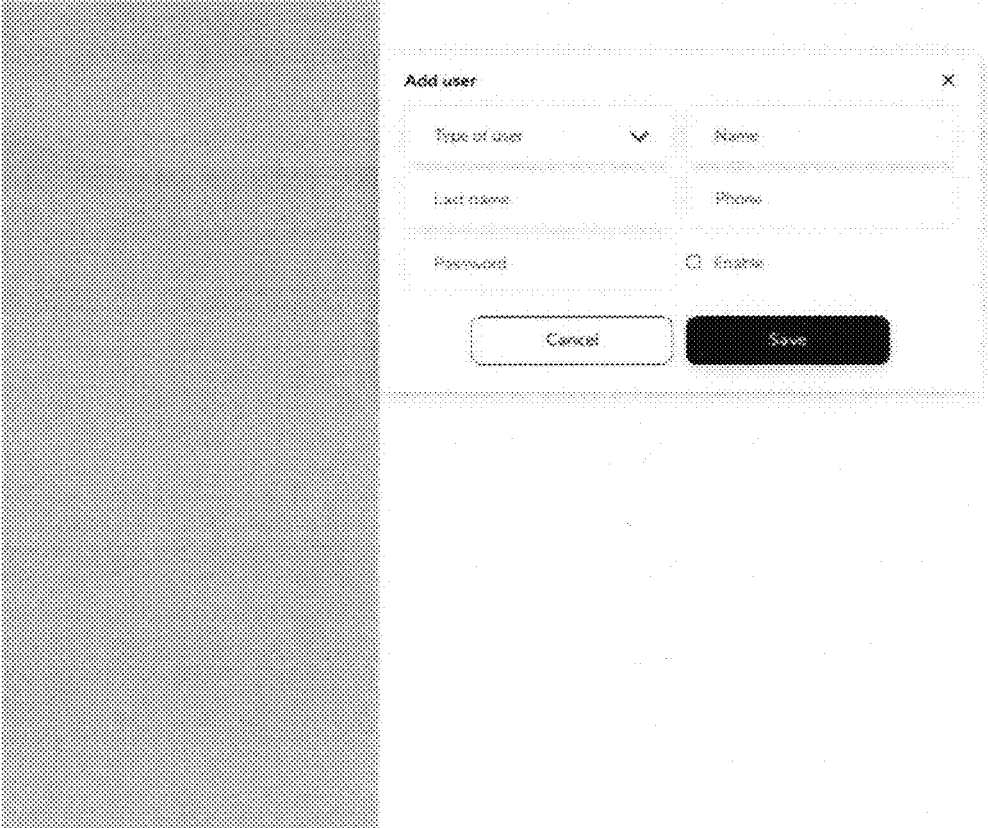 Add user
Type of user
Name
Last name
Phone
Password
Enable
Cancel
Save